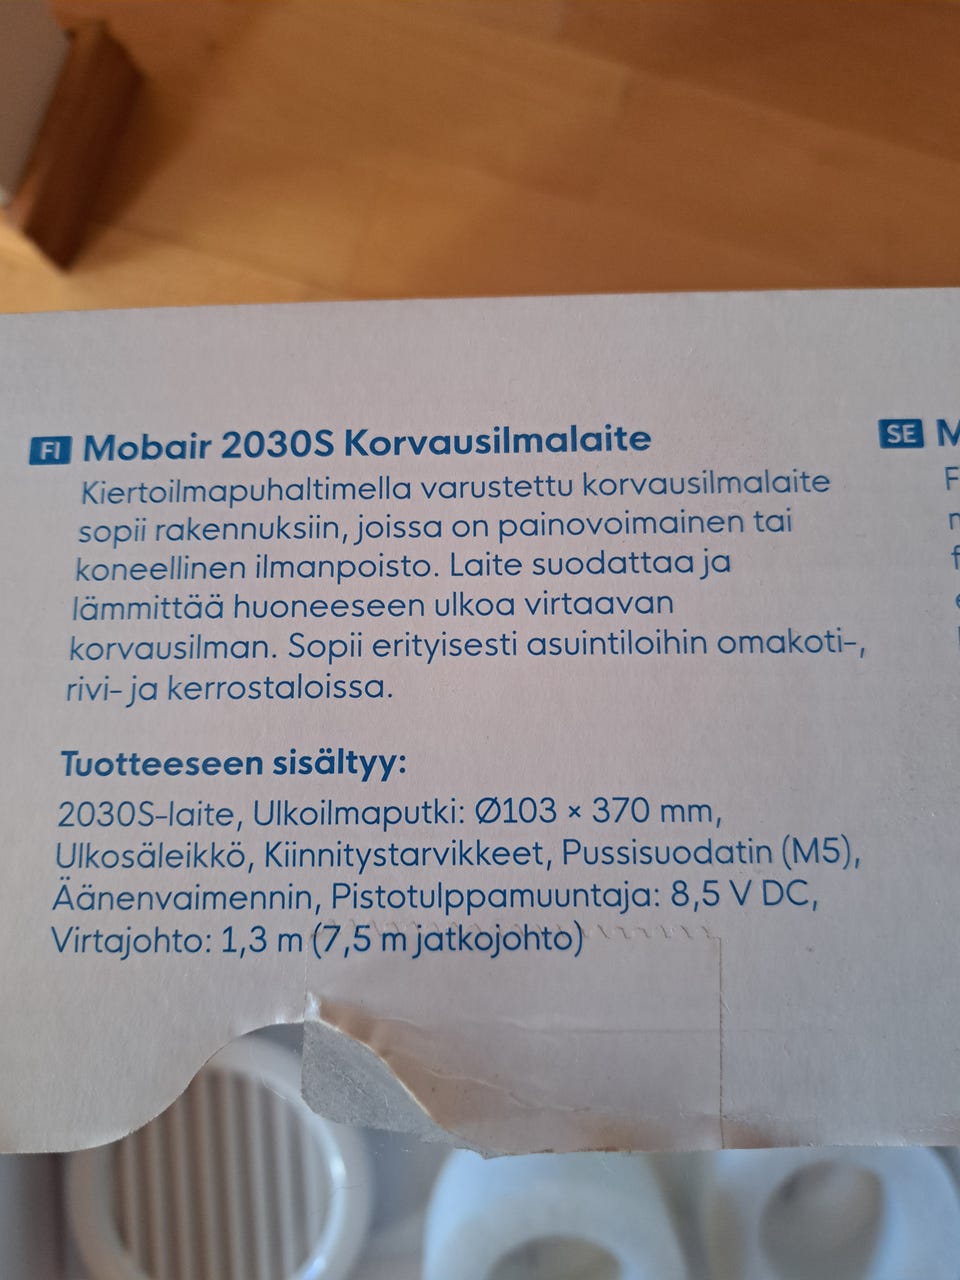 FI Mobair 2030S Korvausilmalaite
Kiertoilmapuhaltimella varustettu korvausilmalaite
sopii rakennuksiin, joissa on painovoimainen tai
koneellinen ilmanpoisto. Laite suodattaa ja
lämmittää huoneeseen ulkoa virtaavan
korvausilman. Sopii erityisesti asuintiloihin omakoti-,
rivi- ja kerrostaloissa.
Tuotteeseen sisältyy:
2030S-laite, Ulkoilmaputki: Ø103 × 370 mm,
Ulkosäleikkö, Kiinnitystarvikkeet, Pussisuodatin (M5),
Äänenvaimennin, Pistotulppamuuntaja: 8,5 V DC,
Virtajohto: 1,3 m (7,5 m jatkojohto)
SE